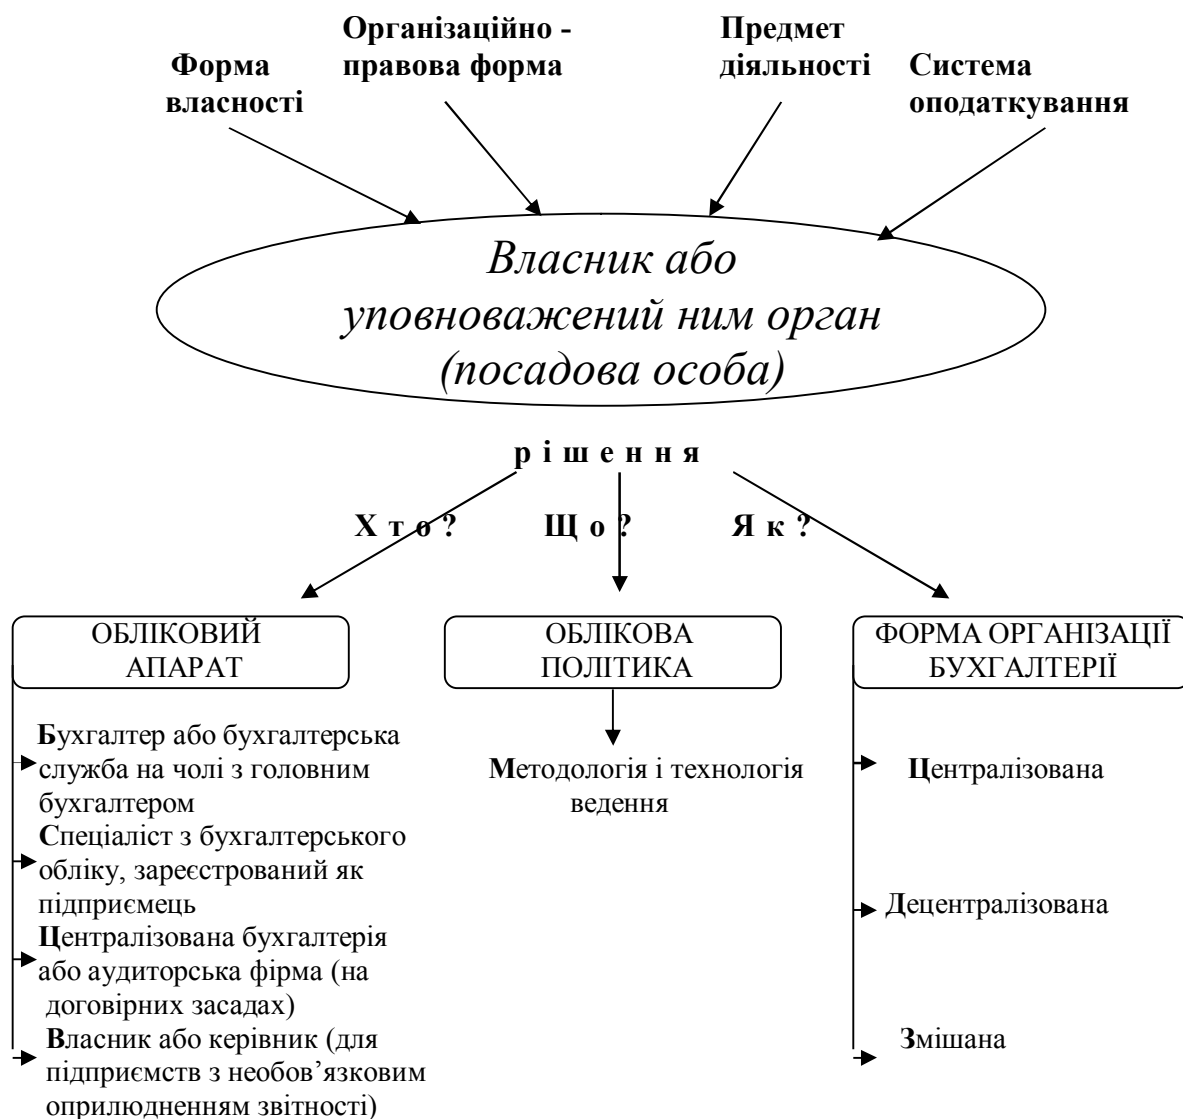 Форма
власності
Організаційно -
правова форма
Предмет
діяльності
Система
оподаткування
Власник або
уповноважений ним орган
(посадова особа)
р і ш е н н я
Х т о ?
Щ о ?
Я к ?
ОБЛІКОВИЙ
АПАРАТ
Бухгалтер або бухгалтерська
служба на чолі з головним
бухгалтером
Спеціаліст з бухгалтерського
обліку, зареєстрований як
підприємець
Централізована бухгалтерія
або аудиторська фірма (на
договірних засадах)
Власник або керівник (для
підприємств з необов’язковим
оприлюдненням звітності)
ОБЛІКОВА
ПОЛІТИКА
Методологія і технологія
ведення
ФОРМА ОРГАНІЗАЦІЇ
БУХГАЛТЕРІЇ
Централізована
Децентралізована
Змішана